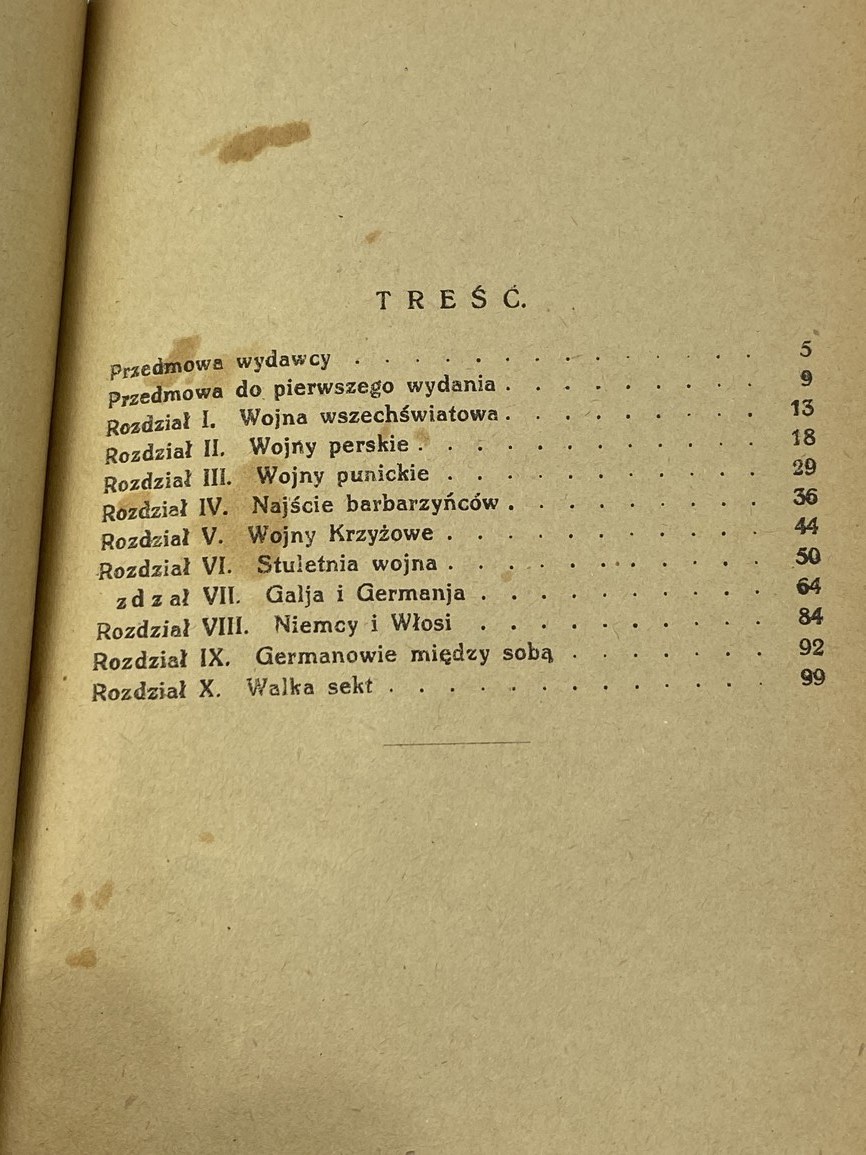 TREŚĆ.
Przedmowa wydawcy . . . . . . . . . . . . . . 5
Przedmowa do pierwszego wydania . . . . . . . . . 9
Rozdział I. Wojna wszechświatowa . . . . . . . . . 13
Rozdział II. Wojny perskie . . . . . . . . . . . . 18
Rozdział III. Wojny punickie . . . . . . . . . . . 29
Rozdział IV. Najście barbarzyńców . . . . . . . . . 36
Rozdział V. Wojny Krzyżowe . . . . . . . . . . . 44
Rozdział VI. Stuletnia wojna . . . . . . . . . . . 50
zdzał VII. Galja i Germanja . . . . . . . . . . 64
Rozdział VIII. Niemcy i Włosi . . . . . . . . . . 84
Rozdział IX. Germanowie między sobą . . . . . . . 92
Rozdział X. Walka sekt . . . . . . . . . . . . . 99